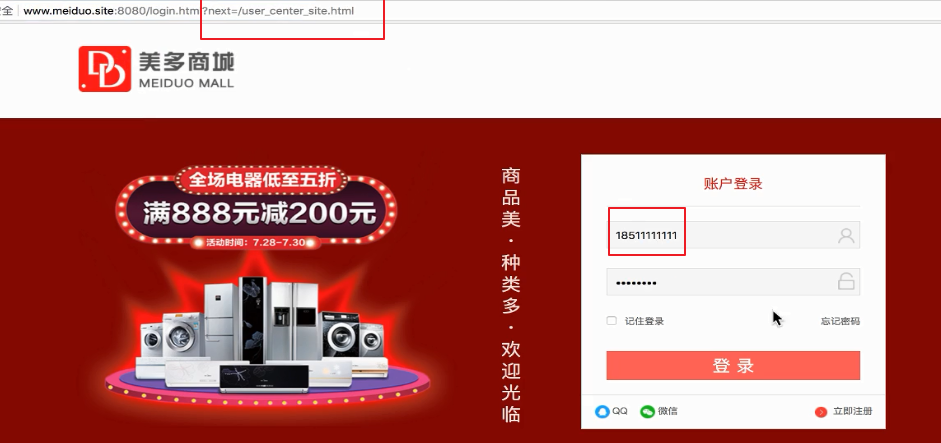 安全 | www.meiduo.site:8080/login.html?next=/user_center_site.html
美多商城
MEIDUO MALL
全场电器低至五折
满888元减200元
活动时间：7.28-7.30
商品美·种类多·欢迎光临
账户登录
18511111111
••••••••
记住登录 忘记密码
登录
QQ 微信 立即注册